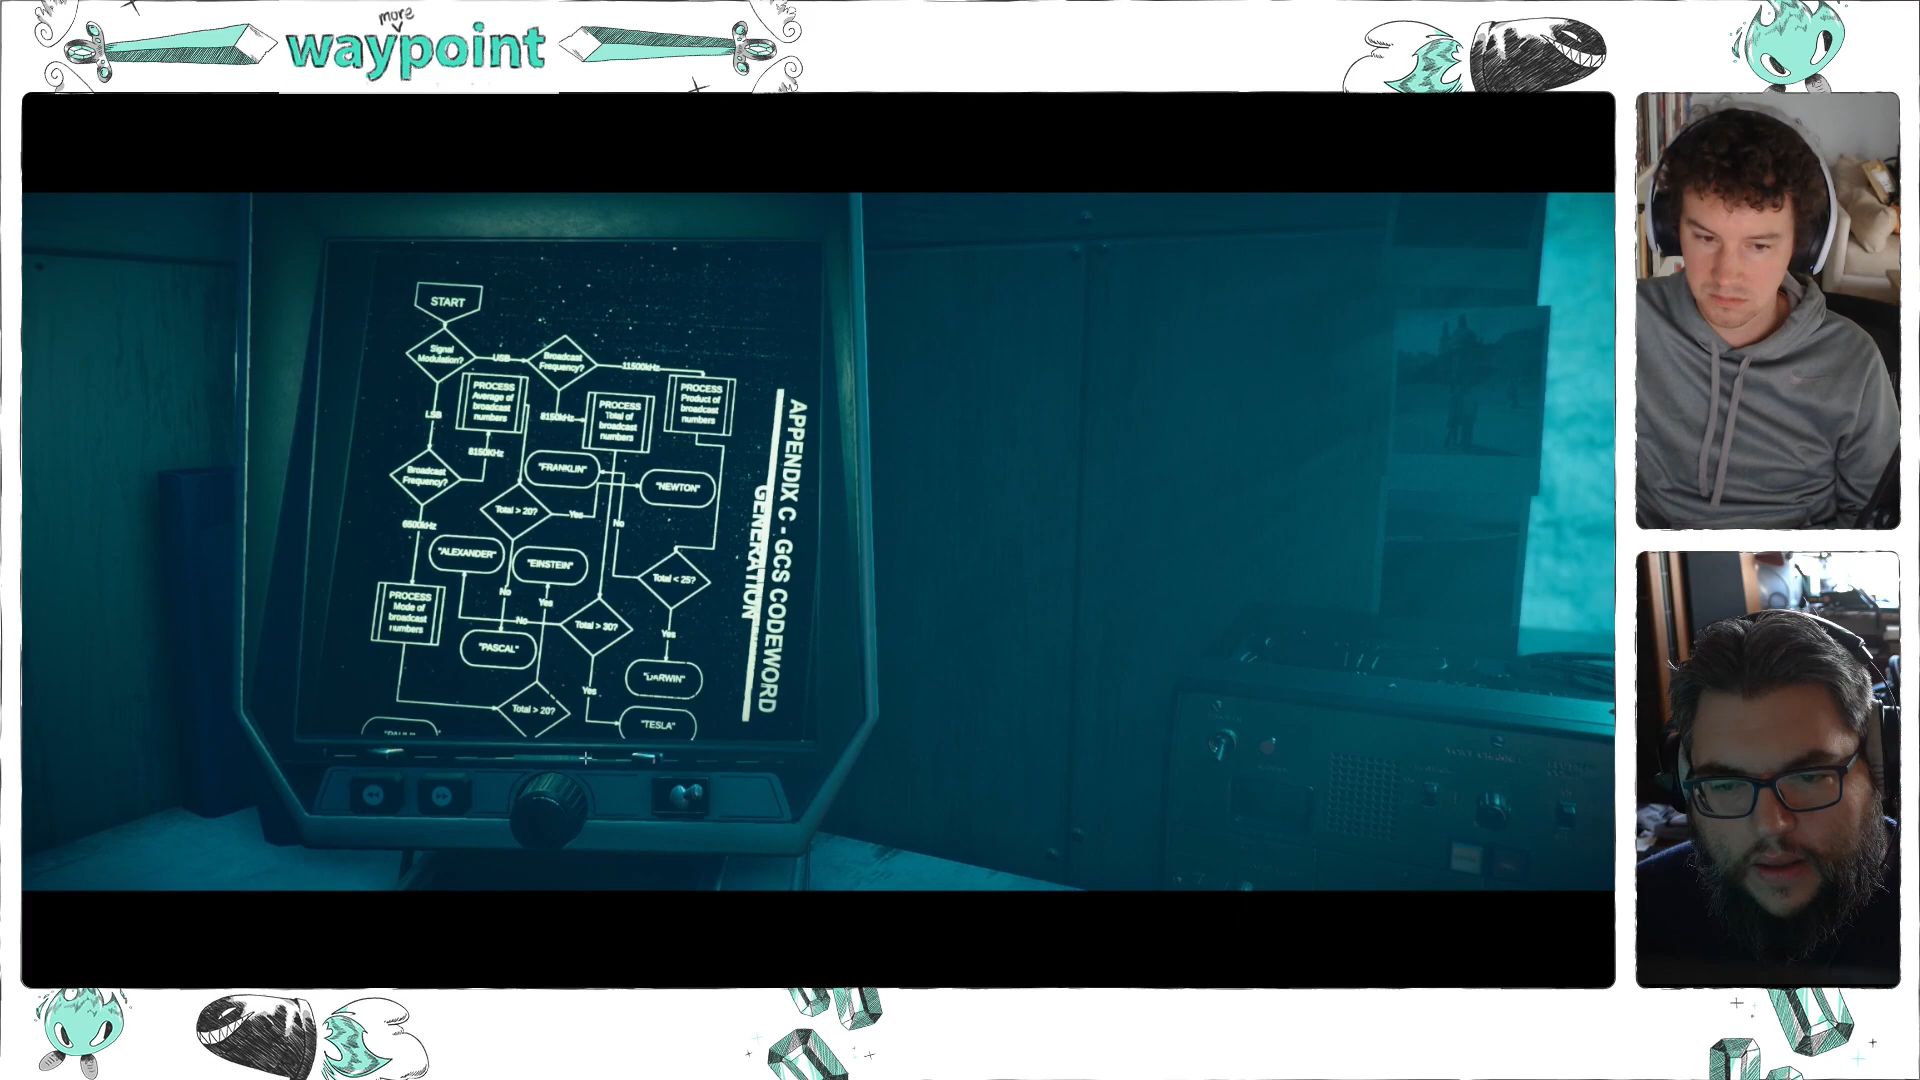 more
waypoint
START
Signal
Modulation?
USB
Broadcast
Frequency?
11500kHz
PROCESS
Average of
broadcast
numbers
LSB
8150kHz
PROCESS
Total of
broadcast
numbers
PROCESS
Product of
broadcast
numbers
8150KHz
Broadcast
Frequency?
"FRANKLIN"
"NEWTON"
Total > 20?
Yes
No
6500kHz
"ALEXANDER"
"EINSTEIN"
Total < 25?
PROCESS
Mode of
broadcast
numbers
No
Yes
No
Total > 30?
Yes
"PASCAL"
"DARWIN"
Yes
Total > 20?
"TESLA"
APPENDIX C - GCS CODEWORD
GENERATION